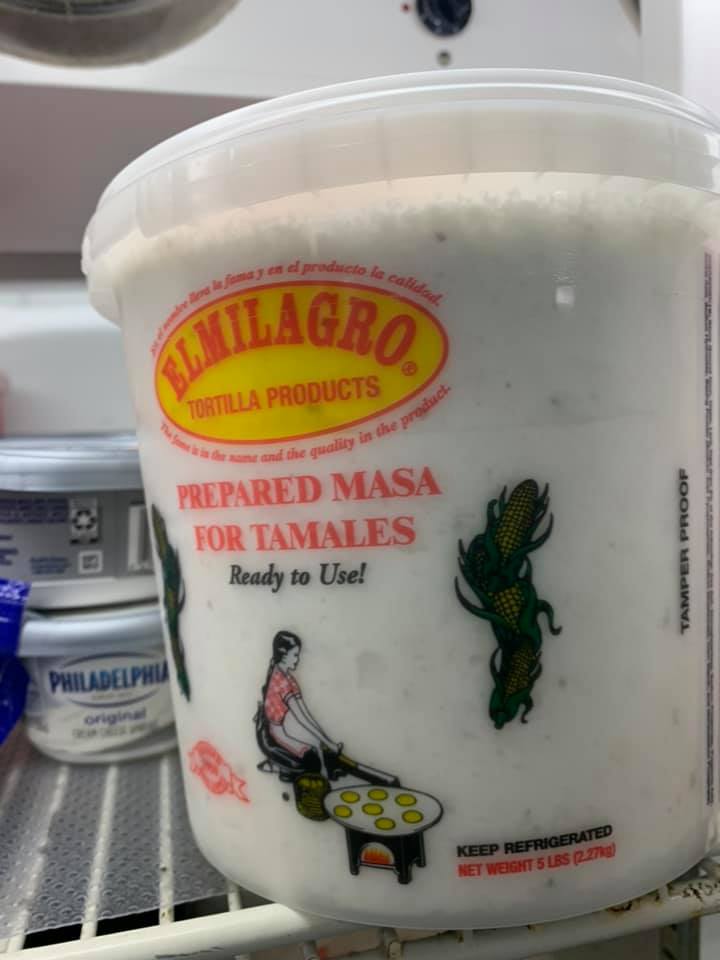 En el nombre lleva la fama y en el producto la calidad.
ELMILAGRO®
TORTILLA PRODUCTS
The fame is in the name and the quality in the product.
PREPARED MASA
FOR TAMALES
Ready to Use!
TAMPER PROOF
KEEP REFRIGERATED
NET WEIGHT 5 LBS (2.27kg)
PHILADELPHIA
original